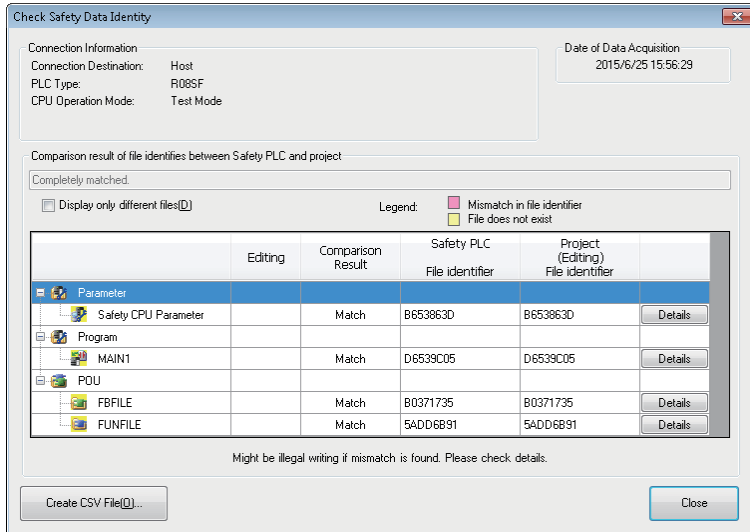 Check Safety Data Identity
Connection Information
Connection Destination: Host
PLC Type: R08SF
CPU Operation Mode: Test Mode
Date of Data Acquisition
2015/6/25 15:56:29
Comparison result of file identifies between Safety PLC and project
Completely matched.
Display only different files(D)
Legend:
Mismatch in file identifier
File does not exist
Editing
Comparison
Result
Safety PLC
File identifier
Project
(Editing)
File identifier
Parameter
Safety CPU Parameter Match B653863D B653863D Details
Program
MAIN1 Match D6539C05 D6539C05 Details
POU
FBFILE Match B0371735 B0371735 Details
FUNFILE Match 5ADD6B91 5ADD6B91 Details
Might be illegal writing if mismatch is found. Please check details.
Create CSV File(O)... Close